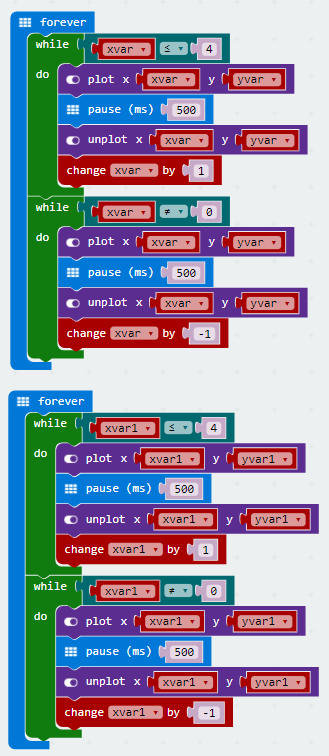 forever
while xvar ≤ 4
do plot x xvar y yvar
pause (ms) 500
unplot x xvar y yvar
change xvar by 1
while xvar ≠ 0
do plot x xvar y yvar
pause (ms) 500
unplot x xvar y yvar
change xvar by -1
forever
while xvar1 ≤ 4
do plot x xvar1 y yvar1
pause (ms) 500
unplot x xvar1 y yvar1
change xvar1 by 1
while xvar1 ≠ 0
do plot x xvar1 y yvar1
pause (ms) 500
unplot x xvar1 y yvar1
change xvar1 by -1